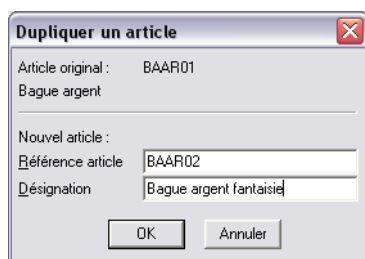 Dupliquer un article
Article original : BAAR01
Bague argent
Nouvel article :
Référence article BAAR02
Désignation Bague argent fantaisie
OK Annuler